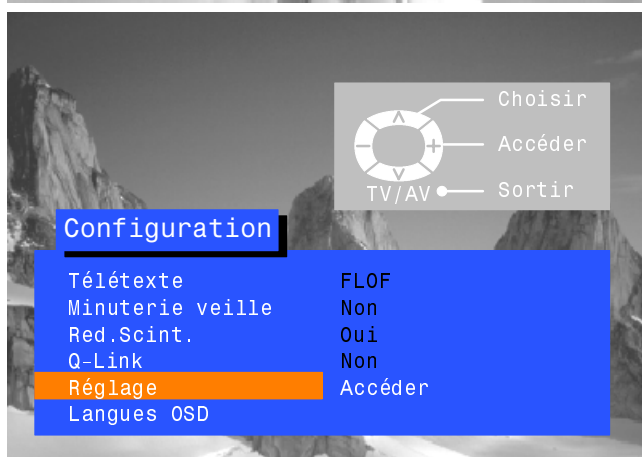 Choisir
Accéder
TV/AV Sortir
Configuration
Télétexte FLOF
Minuterie veille Non
Red.Scint. Oui
Q-Link Non
Réglage Accéder
Langues OSD